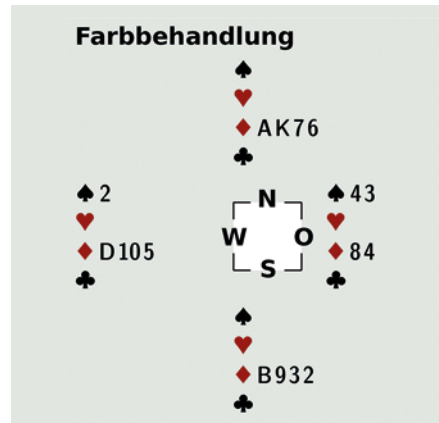 Farbbehandlung
♠
♥
♦ AK76
♣
♠ 2
♥
♦ D105
♣
N
W O
S
♠ 43
♥
♦ 84
♣
♠
♥
♦ B932
♣